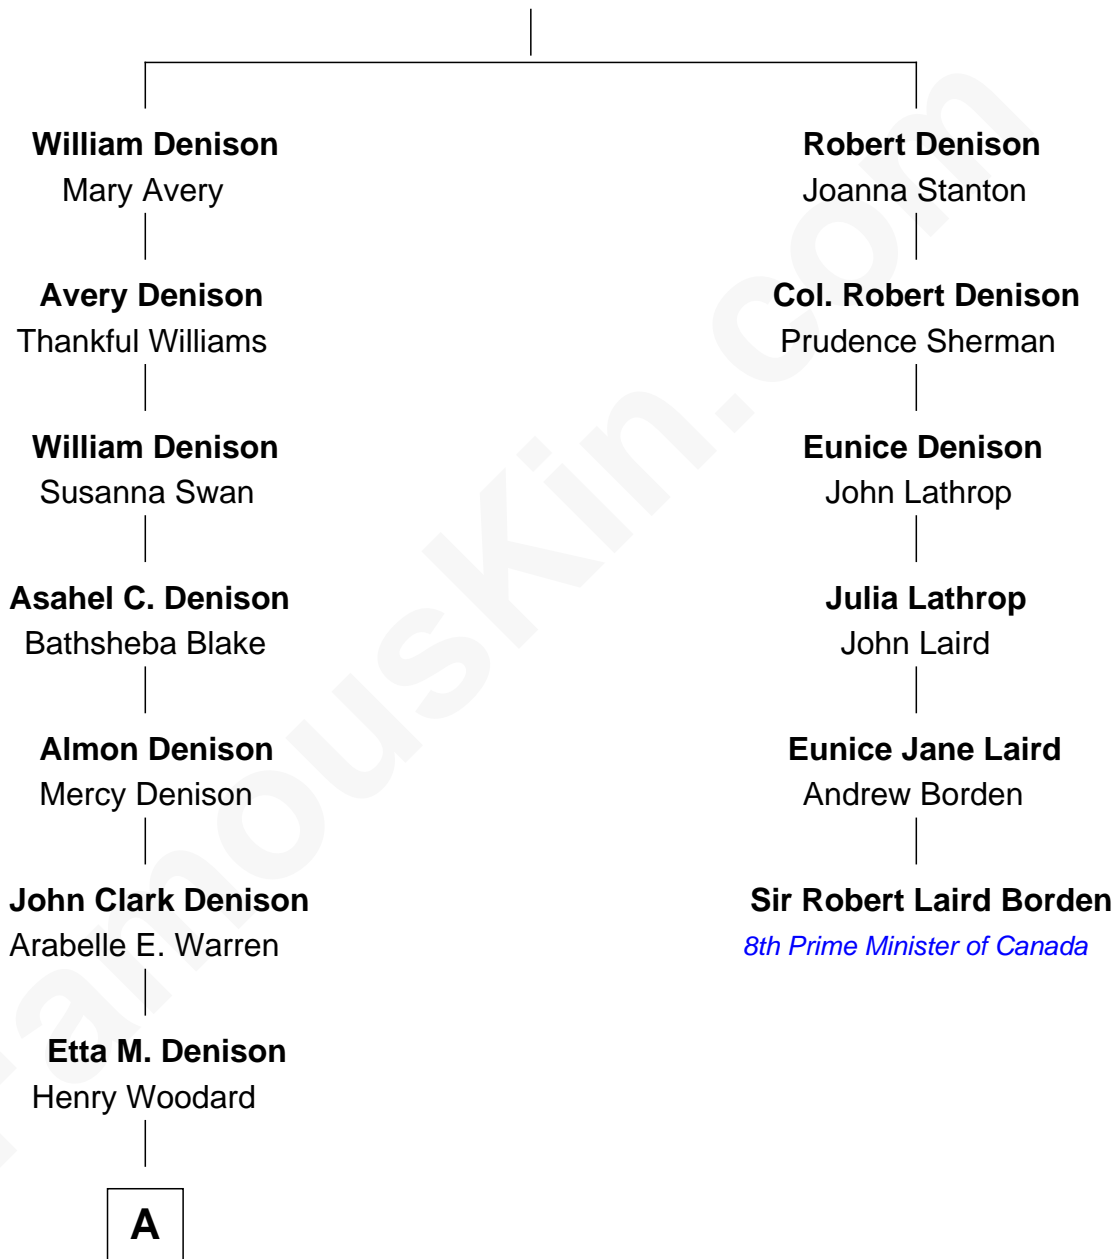 William Denison
Mary Avery
Robert Denison
Joanna Stanton
Avery Denison
Thankful Williams
Col. Robert Denison
Prudence Sherman
William Denison
Susanna Swan
Eunice Denison
John Lathrop
Asahel C. Denison
Bathsheba Blake
Julia Lathrop
John Laird
Almon Denison
Mercy Denison
Eunice Jane Laird
Andrew Borden
John Clark Denison
Arabelle E. Warren
Sir Robert Laird Borden
8th Prime Minister of Canada
Etta M. Denison
Henry Woodard
A
FamousKin.com